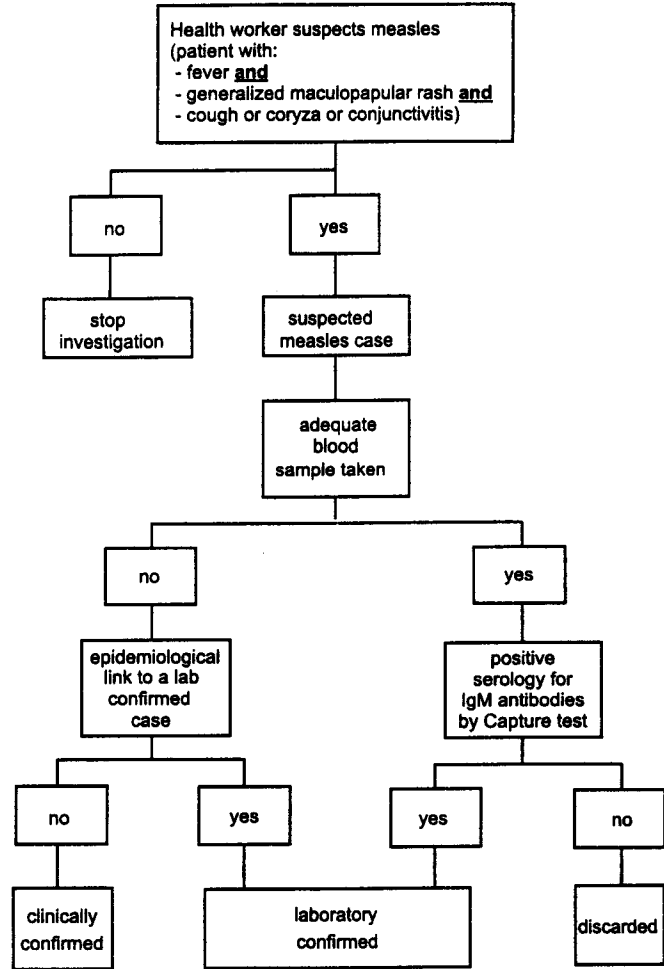 Health worker suspects measles
(patient with:
- fever and
- generalized maculopapular rash and
- cough or coryza or conjunctivitis)
no
yes
stop
investigation
suspected
measles case
adequate
blood
sample taken
no
yes
epidemiological
link to a lab
confirmed
case
positive
serology for
IgM antibodies
by Capture test
no
yes
yes
no
clinically
confirmed
laboratory
confirmed
discarded